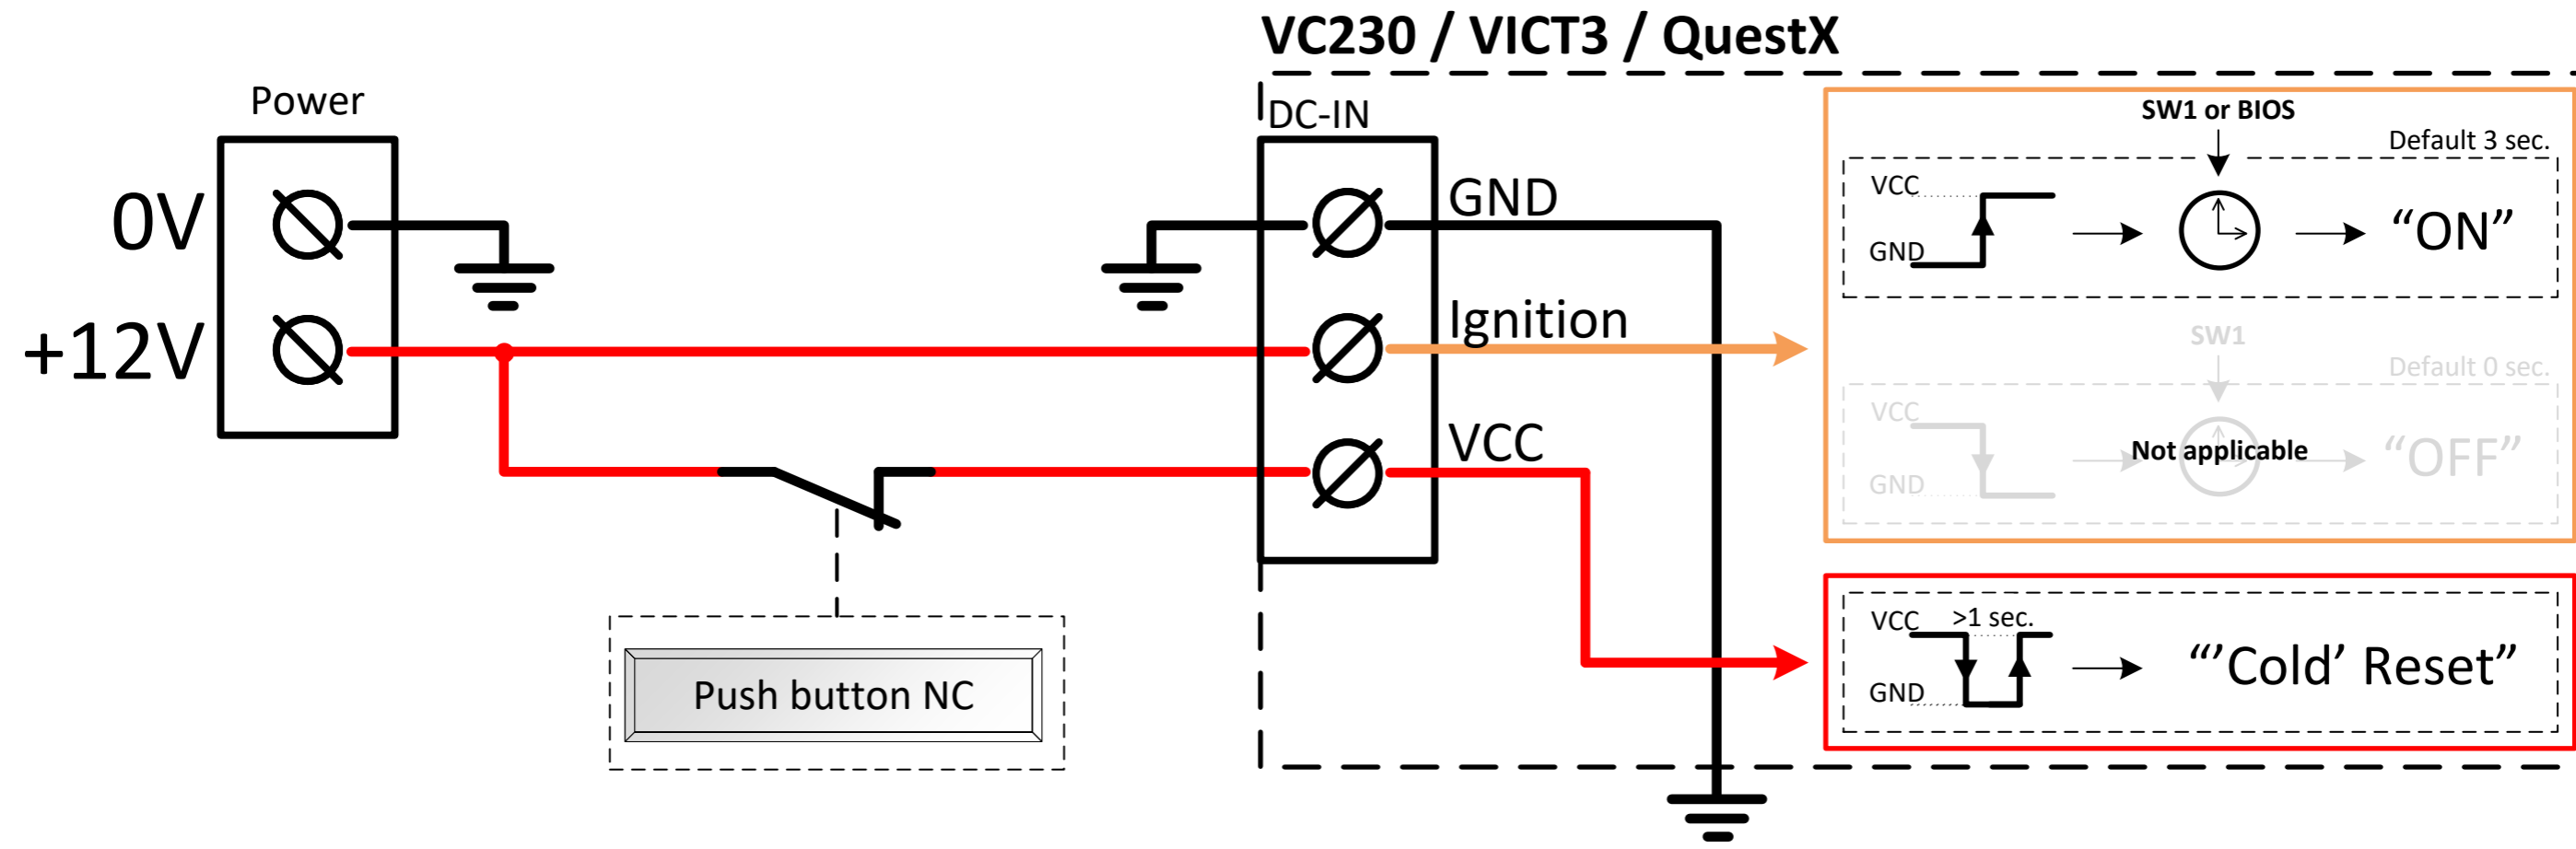 VC230 / VICT3 / QuestX
Power
0V
+12V
Push button NC
DC-IN
GND
Ignition
VCC
SW1 or BIOS
Default 3 sec.
VCC
GND
“ON”
SW1
Default 0 sec.
VCC
GND
Not applicable
“OFF”
VCC >1 sec.
GND
“’Cold’ Reset”